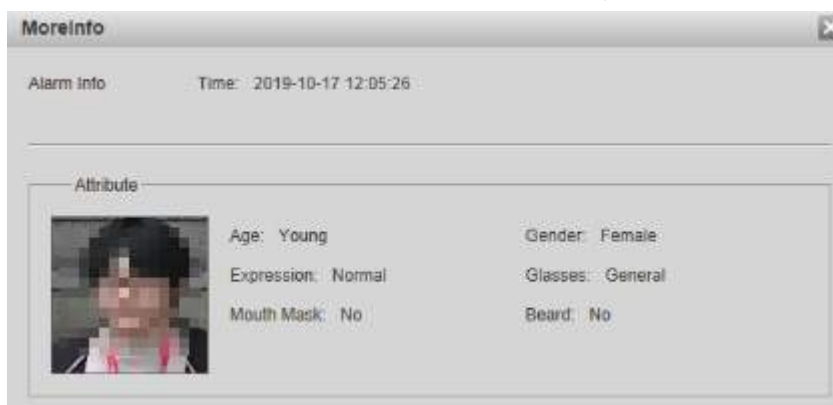 MoreInfo
Alarm Info Time: 2019-10-17 12:05:26
Attribute
Age: Young Gender: Female
Expression: Normal Glasses: General
Mouth Mask: No Beard: No